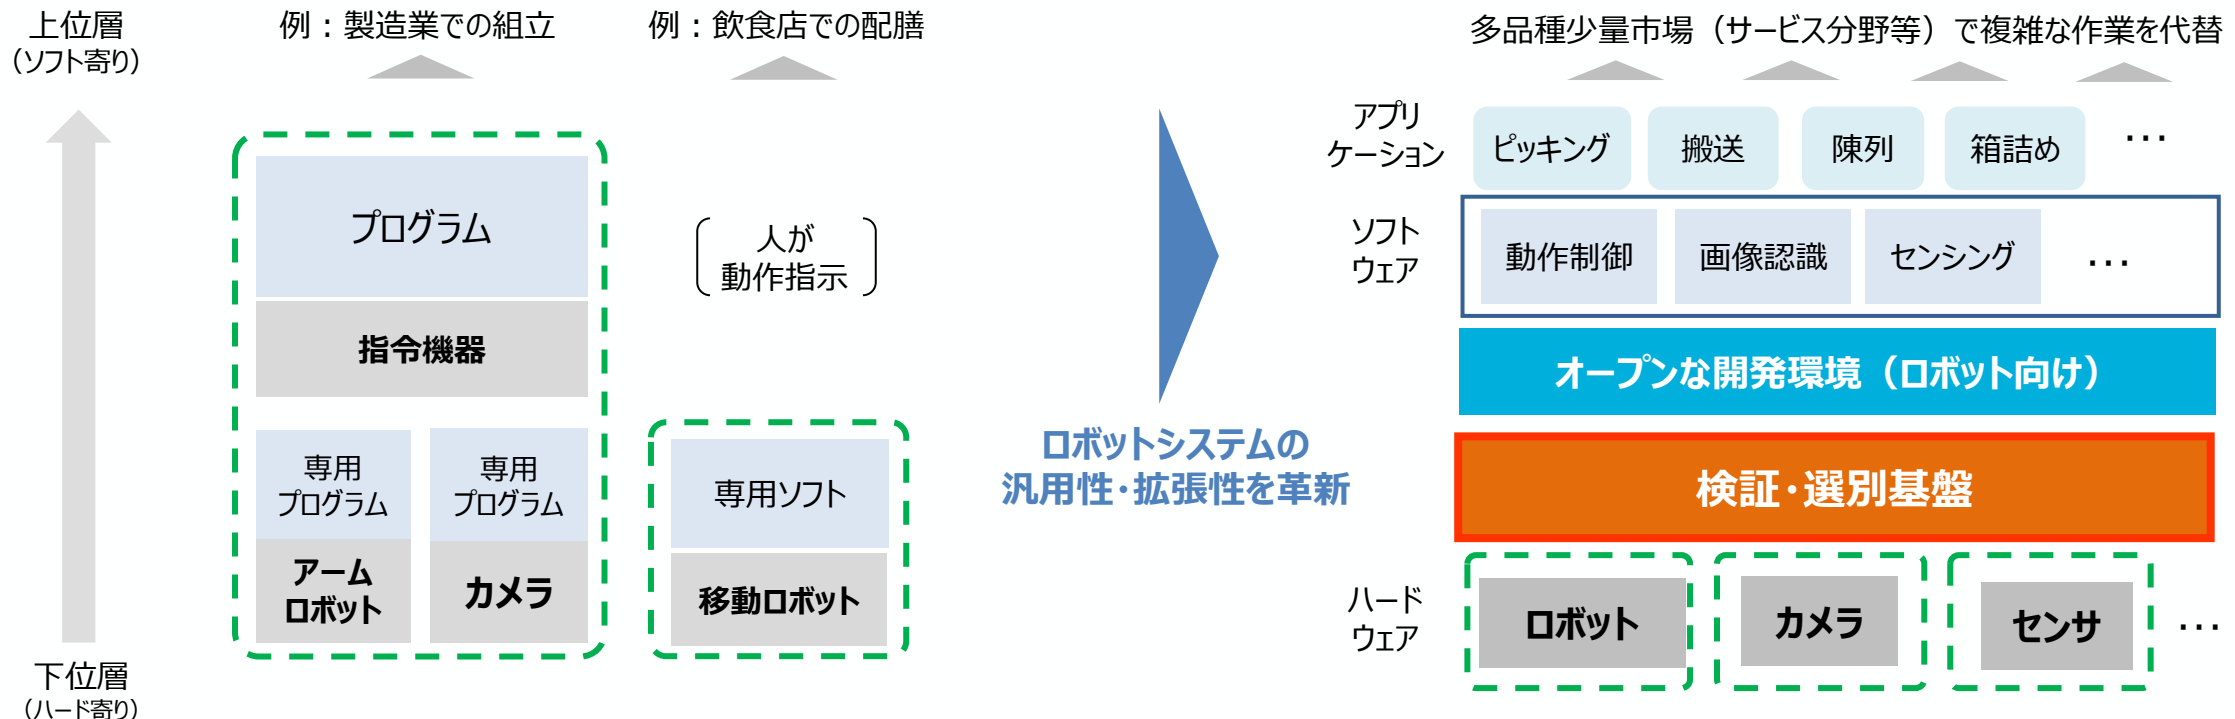 上位層
（ソフト寄り）
下位層
（ハード寄り）
例：製造業での組立
プログラム
指令機器
専用
プログラム
アーム
ロボット
専用
プログラム
カメラ
例：飲食店での配膳
人が
動作指示
専用ソフト
移動ロボット
ロボットシステムの
汎用性・拡張性を革新
多品種少量市場（サービス分野等）で複雑な作業を代替
アプリ
ケーション
ピッキング
搬送
陳列
箱詰め
…
ソフト
ウェア
動作制御
画像認識
センシング
…
オープンな開発環境（ロボット向け）
検証・選別基盤
ハード
ウェア
ロボット
カメラ
センサ
…